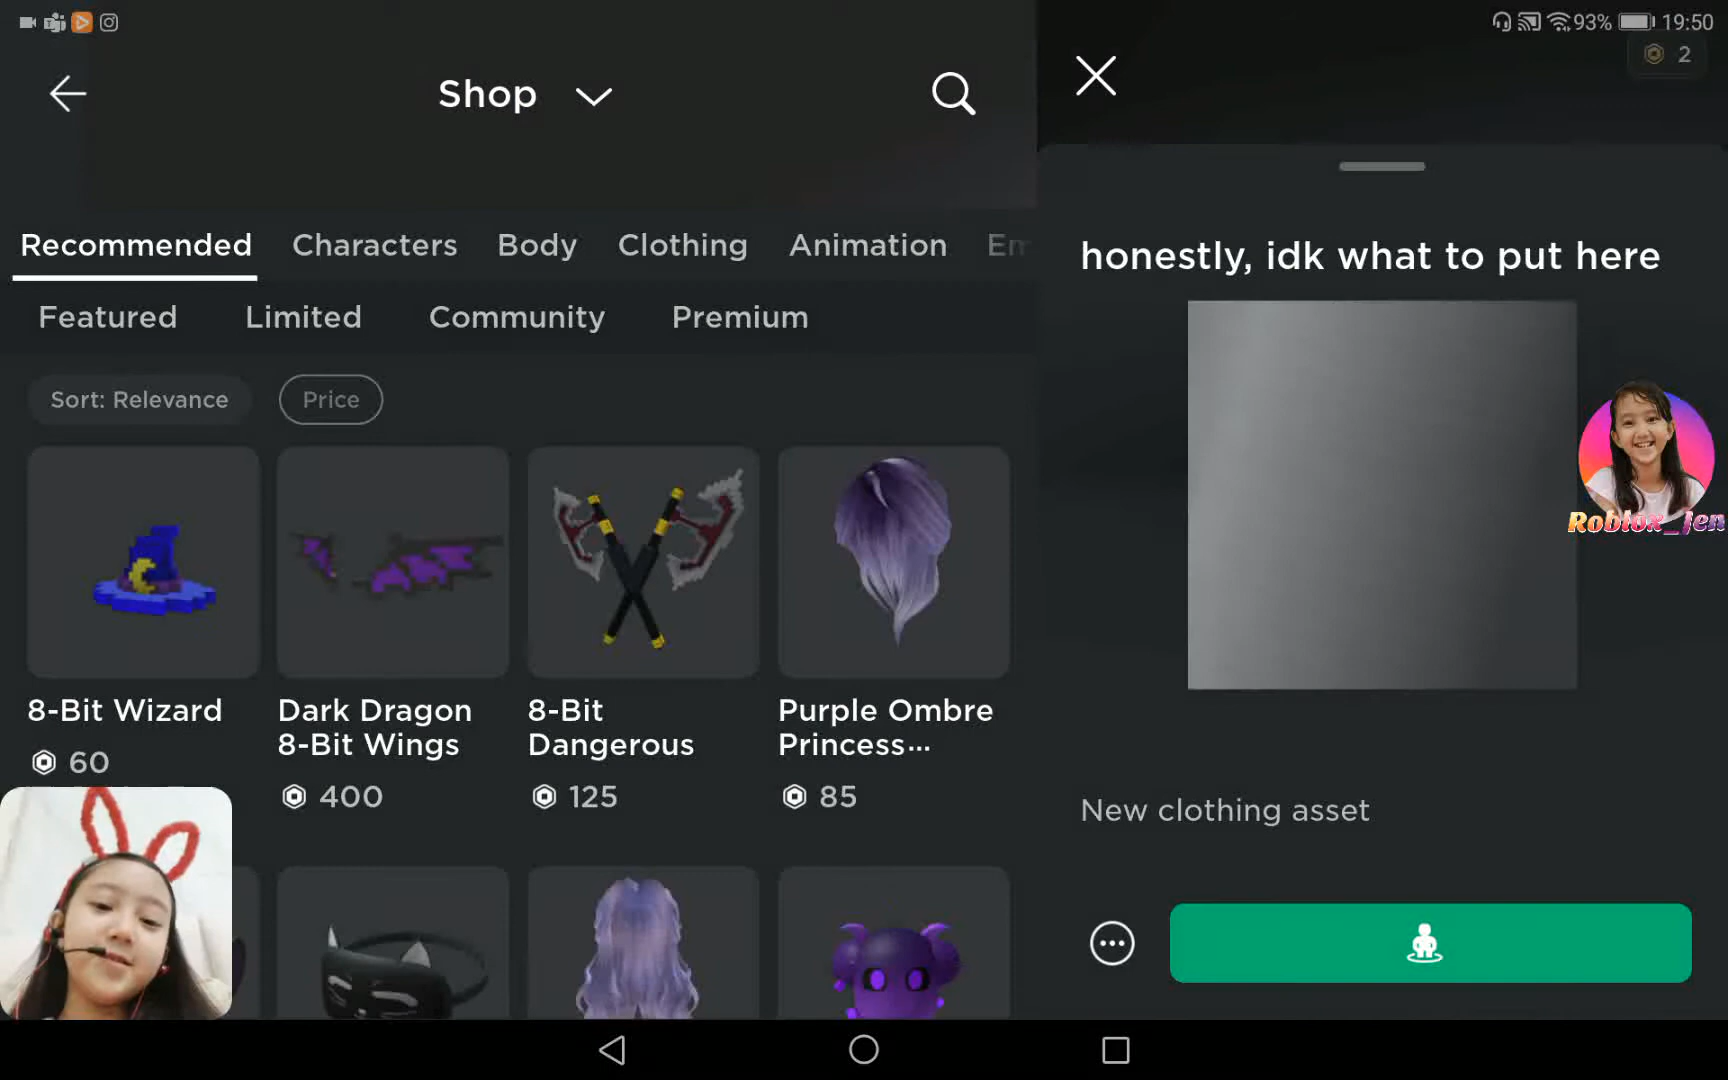 93% 19:50
2
Shop
Recommended Characters Body Clothing Animation Em
Featured Limited Community Premium
Sort: Relevance Price
8-Bit Wizard
60
Dark Dragon
8-Bit Wings
400
8-Bit
Dangerous
125
Purple Ombre
Princess...
85
honestly, idk what to put here
Roblox_jen
New clothing asset